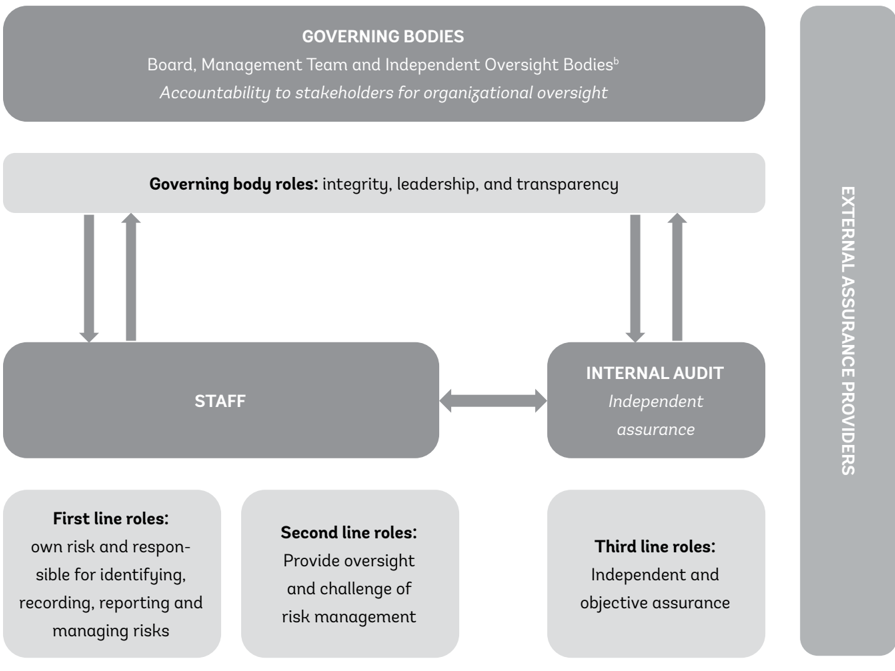 GOVERNING BODIES
Board, Management Team and Independent Oversight Bodiesᵇ
Accountability to stakeholders for organizational oversight
Governing body roles: integrity, leadership, and transparency
STAFF
INTERNAL AUDIT
Independent
assurance
First line roles:
own risk and respon-
sible for identifying,
recording, reporting and
managing risks
Second line roles:
Provide oversight
and challenge of
risk management
Third line roles:
Independent and
objective assurance
EXTERNAL ASSURANCE PROVIDERS